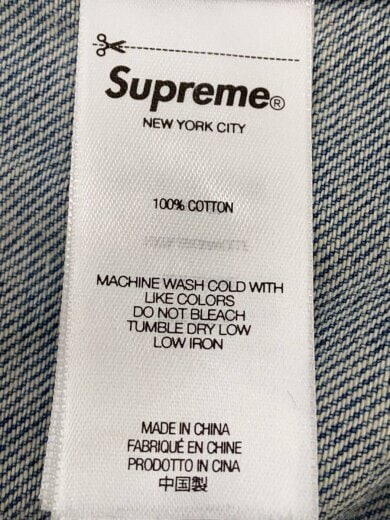 Supreme®
NEW YORK CITY
100% COTTON
MACHINE WASH COLD WITH
LIKE COLORS
DO NOT BLEACH
TUMBLE DRY LOW
LOW IRON
MADE IN CHINA
FABRIQUÉ EN CHINE
PRODOTTO IN CINA
中国製